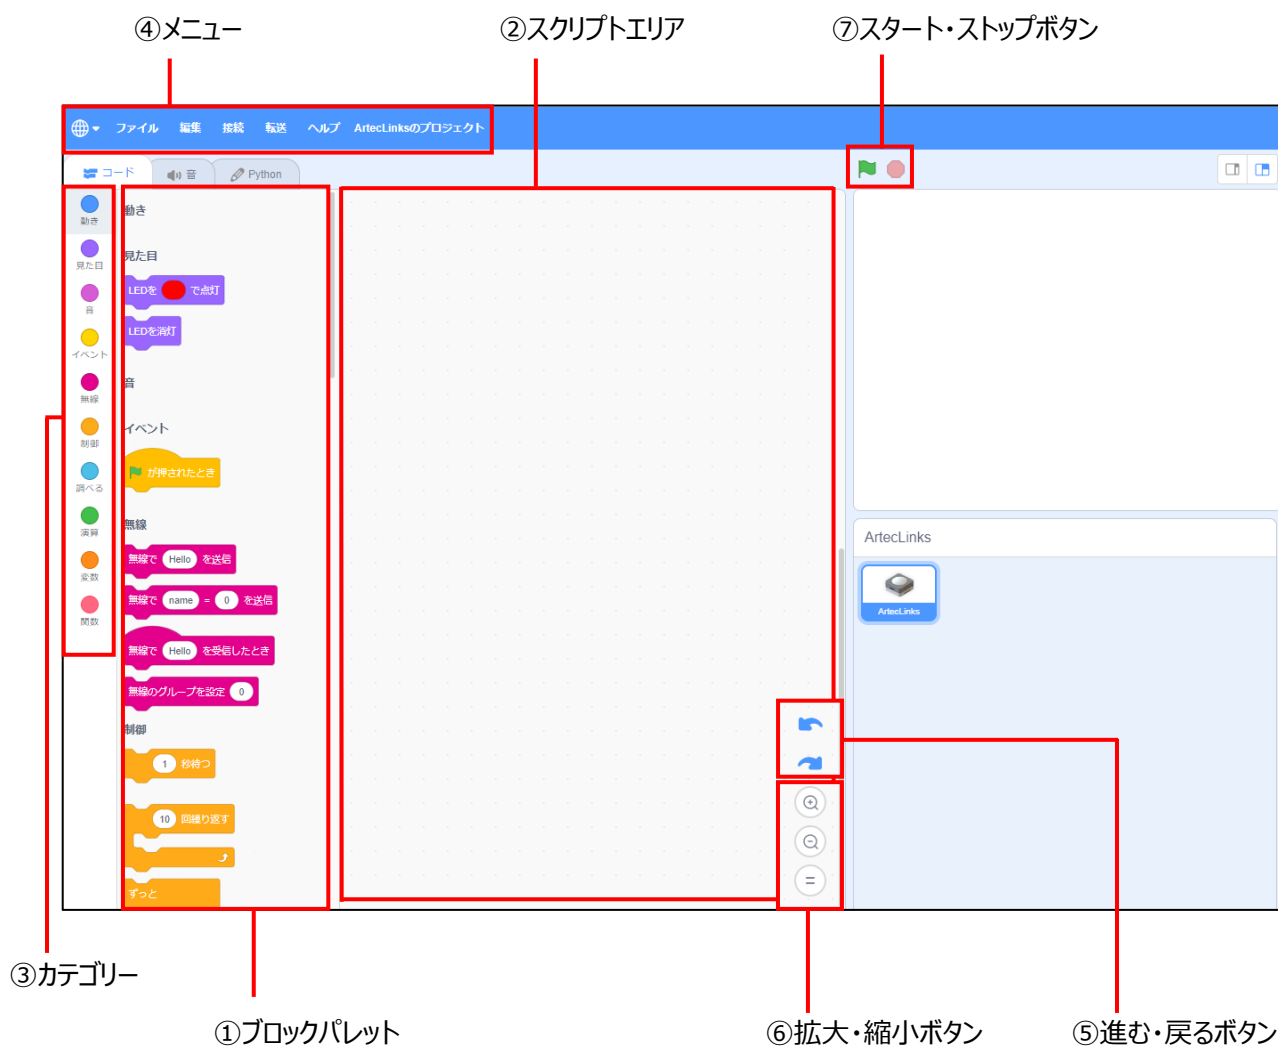 ④メニュー
②スクリプトエリア
⑦スタート・ストップボタン
ファイル 編集 接続 転送 ヘルプ ArtecLinksのプロジェクト
コード 音 Python
動き
見た目
音
イベント
無線
制御
調べる
演算
変数
関数
動き
見た目
LEDを で点灯
LEDを消灯
音
イベント
が押されたとき
無線
無線で Hello を送信
無線で name = 0 を送信
無線で Hello を受信したとき
無線のグループを設定 0
制御
1 秒待つ
10 回繰り返す
ずっと
ArtecLinks
ArtecLinks
③カテゴリー
①ブロックパレット
⑥拡大・縮小ボタン
⑤進む・戻るボタン